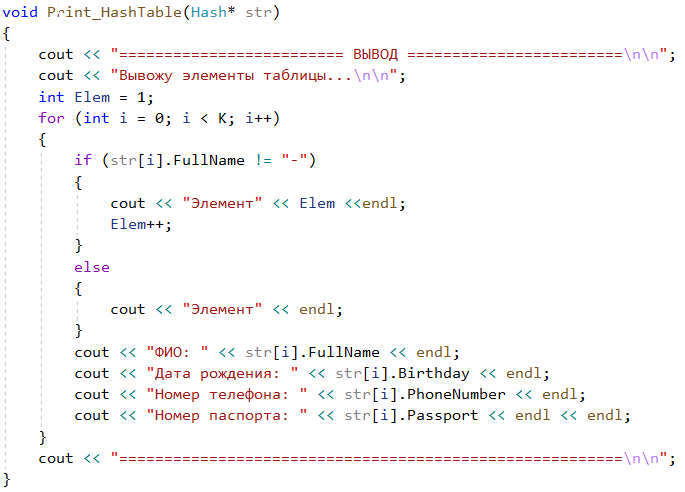 void Print_HashTable(Hash* str)
{
    cout << "========================= ВЫВОД ========================\n\n";
    cout << "Вывожу элементы таблицы...\n\n";
    int Elem = 1;
    for (int i = 0; i < K; i++)
    {
        if (str[i].FullName != "-")
        {
            cout << "Элемент" << Elem <<endl;
            Elem++;
        }
        else
        {
            cout << "Элемент" << endl;
        }
        cout << "ФИО: " << str[i].FullName << endl;
        cout << "Дата рождения: " << str[i].Birthday << endl;
        cout << "Номер телефона: " << str[i].PhoneNumber << endl;
        cout << "Номер паспорта: " << str[i].Passport << endl << endl;
    }
    cout << "========================================================\n\n";
}